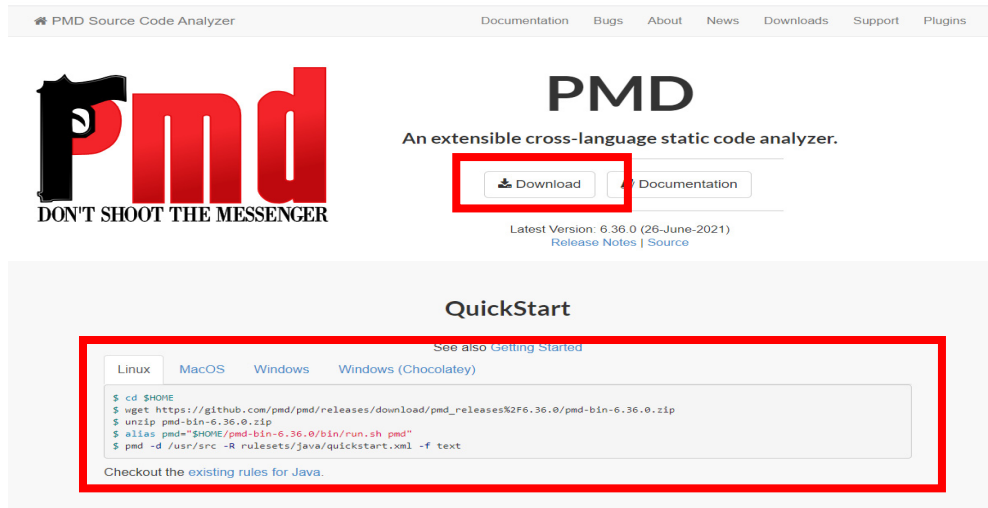 PMD Source Code Analyzer
Documentation Bugs About News Downloads Support Plugins
Pmd
DON'T SHOOT THE MESSENGER
PMD
An extensible cross-language static code analyzer.
Download
Documentation
Latest Version: 6.36.0 (26-June-2021)
Release Notes | Source
QuickStart
See also Getting Started
Linux MacOS Windows Windows (Chocolatey)
$ cd $HOME
$ wget https://github.com/pmd/pmd/releases/download/pmd_releases%2F6.36.0/pmd-bin-6.36.0.zip
$ unzip pmd-bin-6.36.0.zip
$ alias pmd="$HOME/pmd-bin-6.36.0/bin/run.sh pmd"
$ pmd -d /usr/src -R rulesets/java/quickstart.xml -f text
Checkout the existing rules for Java.